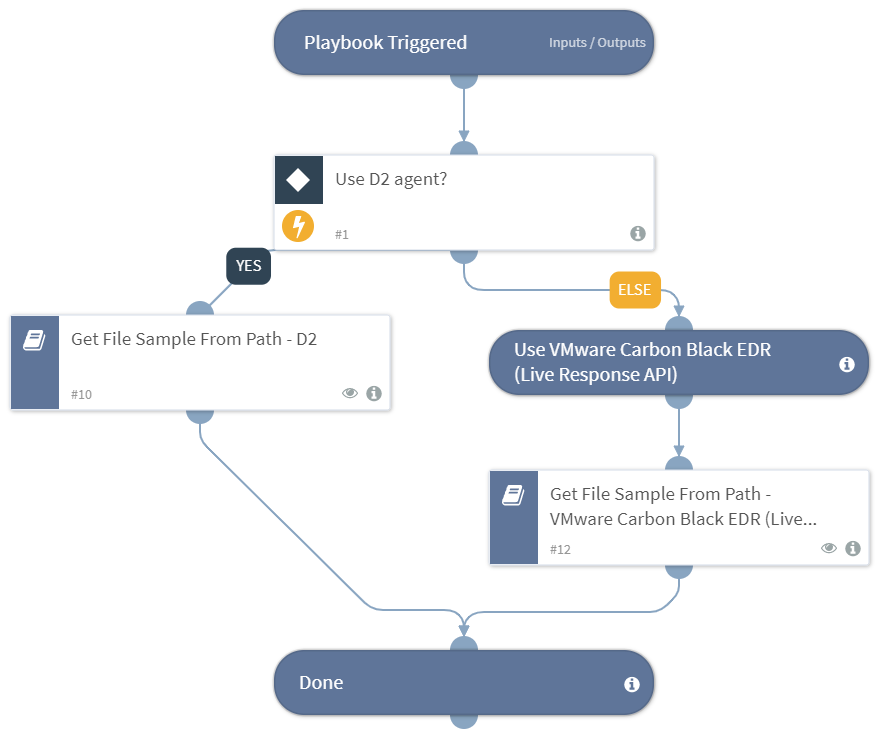 Playbook Triggered
Inputs / Outputs
Use D2 agent?
#1
YES
ELSE
Get File Sample From Path - D2
#10
Use VMware Carbon Black EDR
(Live Response API)
Get File Sample From Path -
VMware Carbon Black EDR (Live...
#12
Done